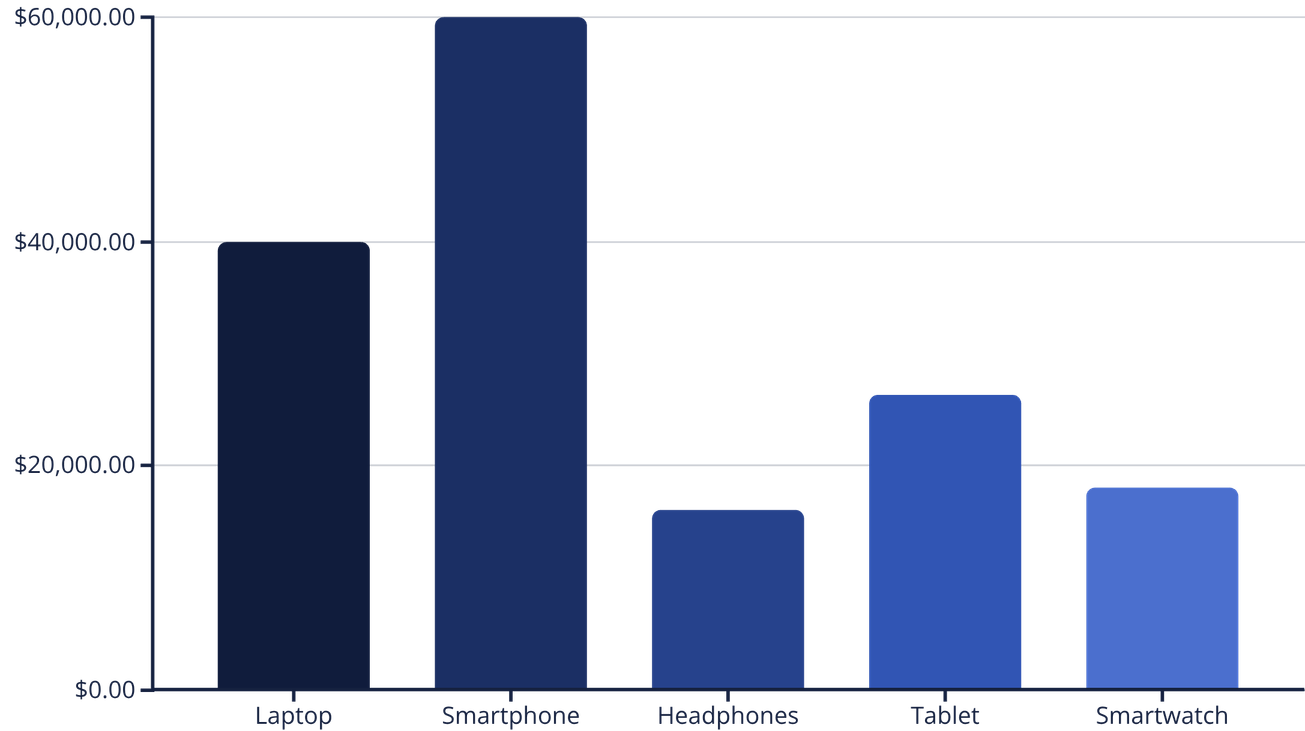 $60,000.00
$40,000.00
$20,000.00
$0.00
Laptop
Smartphone
Headphones
Tablet
Smartwatch